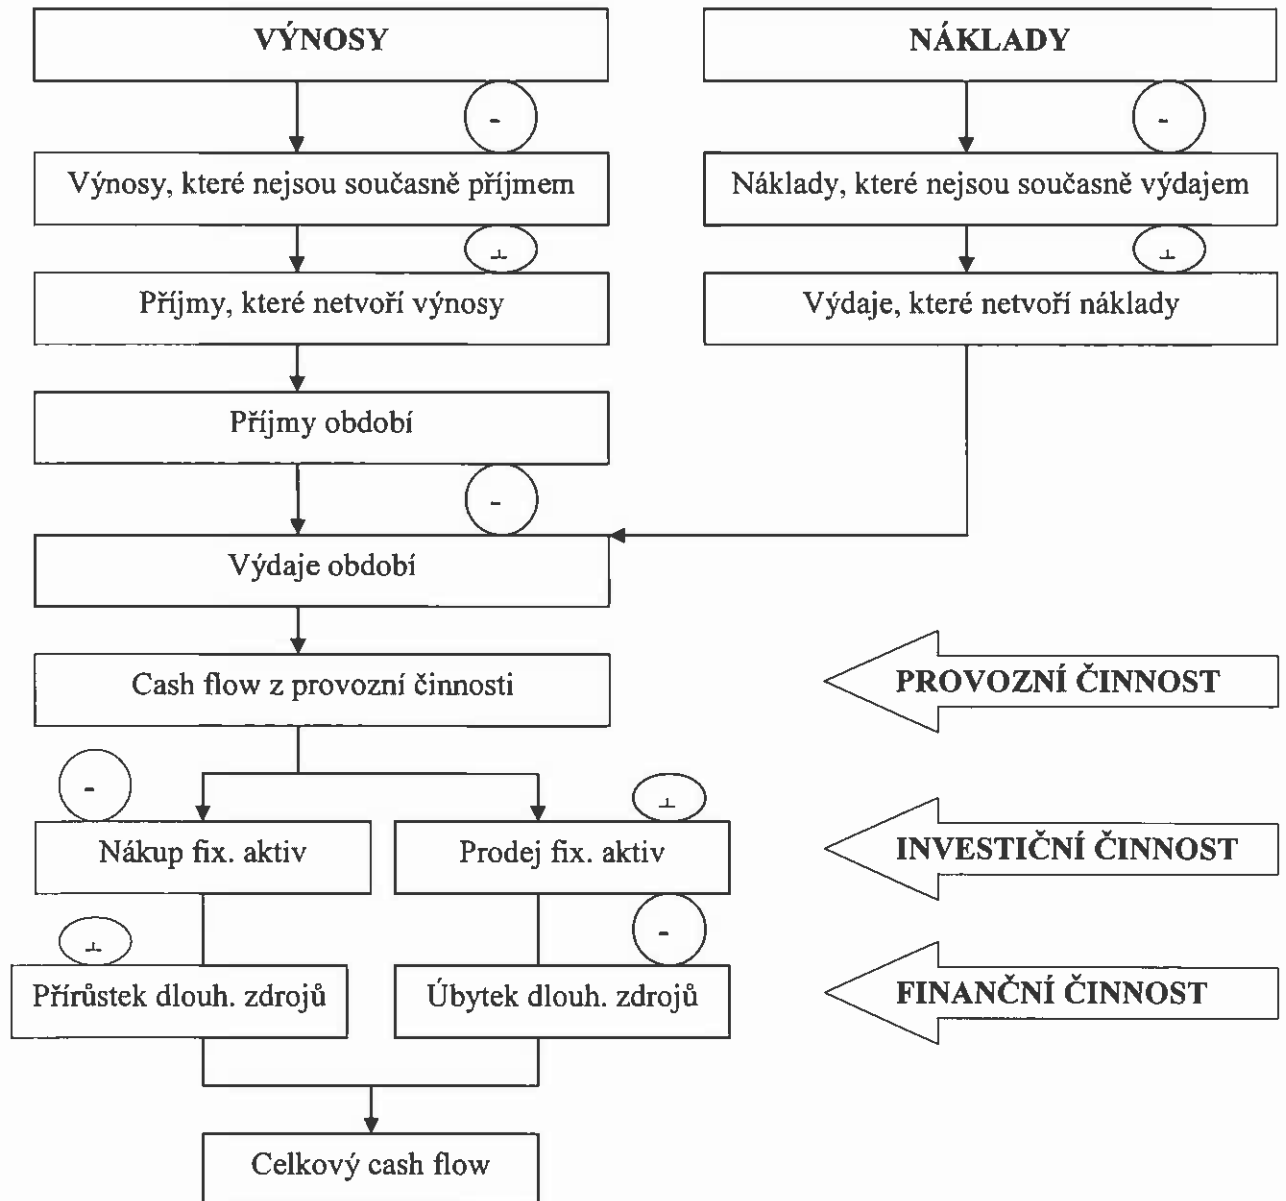 VÝNOSY
NÁKLADY
-
-
Výnosy, které nejsou současně příjmem
Náklady, které nejsou současně výdajem
Příjmy, které netvoří výnosy
Výdaje, které netvoří náklady
Příjmy období
-
Výdaje období
Cash flow z provozní činnosti
PROVOZNÍ ČINNOST
-
Nákup fix. aktiv
Prodej fix. aktiv
INVESTIČNÍ ČINNOST
-
Přírůstek dlouh. zdrojů
Úbytek dlouh. zdrojů
FINANČNÍ ČINNOST
Celkový cash flow